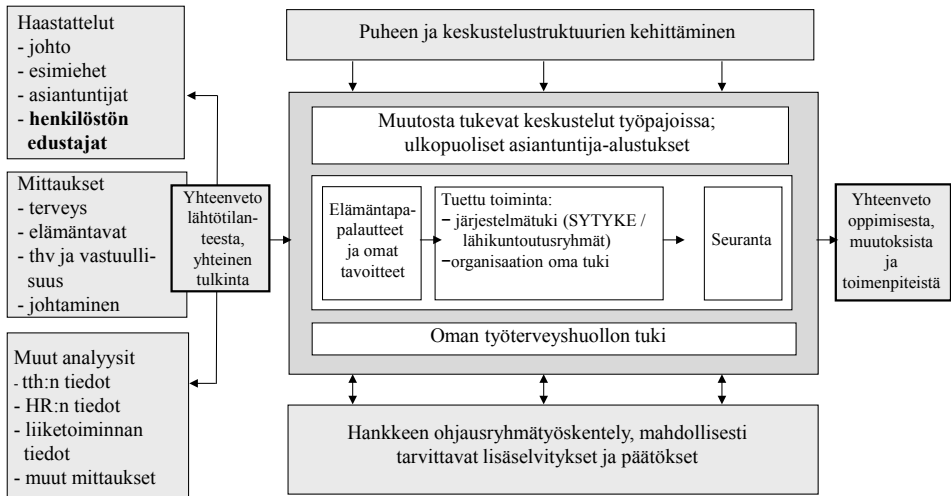 Haastattelut
- johto
- esimiehet
- asiantuntijat
- henkilöstön
edustajat
Mittaukset
- terveys
- elämäntavat
- thv ja vastuulli-
suus
- johtaminen
Muut analyysit
- tth:n tiedot
- HR:n tiedot
- liiketoiminnan
tiedot
- muut mittaukset
Yhteenveto
lähtötilan-
teesta,
yhteinen
tulkinta
Puheen ja keskustelustruktuurien kehittäminen
Muutosta tukevat keskustelut työpajoissa;
ulkopuoliset asiantuntija-alustukset
Elämäntapa-
palautteet
ja omat
tavoitteet
Tuettu toiminta:
− järjestelmätuki (SYTYKE /
lähikuntoutusryhmät)
−organisaation oma tuki
Seuranta
Oman työterveyshuollon tuki
Hankkeen ohjausryhmätyöskentely, mahdollisesti
tarvittavat lisäselvitykset ja päätökset
Yhteenveto
oppimisesta,
muutoksista
ja
toimenpiteistä